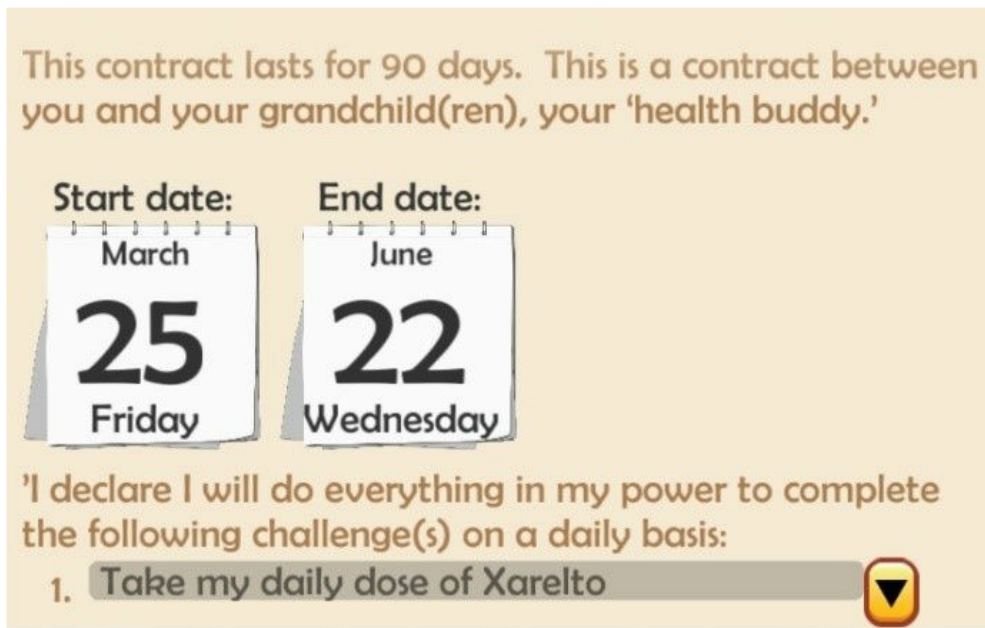 This contract lasts for 90 days.  This is a contract between
you and your grandchild(ren), your ‘health buddy.’
Start date:
End date:
March
25
Friday
June
22
Wednesday
’I declare I will do everything in my power to complete
the following challenge(s) on a daily basis:
1. Take my daily dose of Xarelto